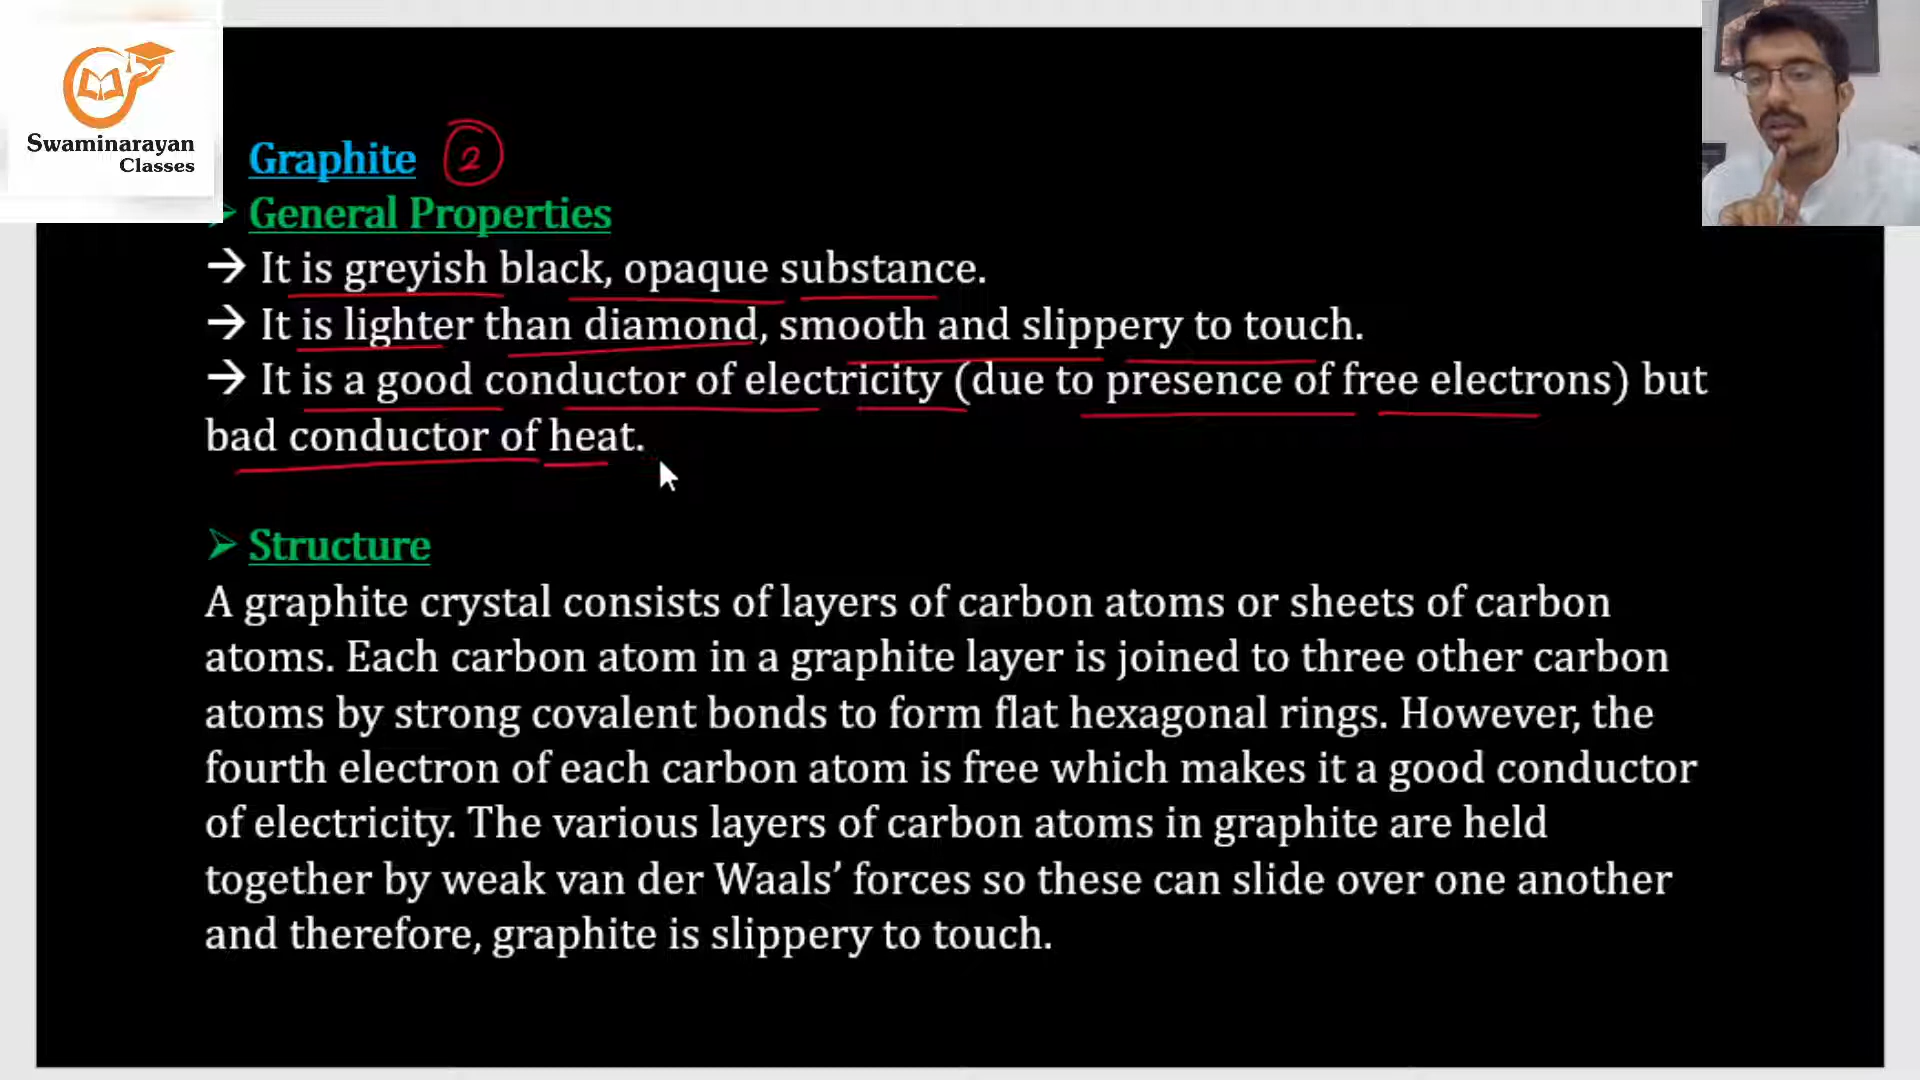 Swaminarayan
Classes
Graphite 2
➢ General Properties
→ It is greyish black, opaque substance.
→ It is lighter than diamond, smooth and slippery to touch.
→ It is a good conductor of electricity (due to presence of free electrons) but
bad conductor of heat.
➢ Structure
A graphite crystal consists of layers of carbon atoms or sheets of carbon
atoms. Each carbon atom in a graphite layer is joined to three other carbon
atoms by strong covalent bonds to form flat hexagonal rings. However, the
fourth electron of each carbon atom is free which makes it a good conductor
of electricity. The various layers of carbon atoms in graphite are held
together by weak van der Waals’ forces so these can slide over one another
and therefore, graphite is slippery to touch.